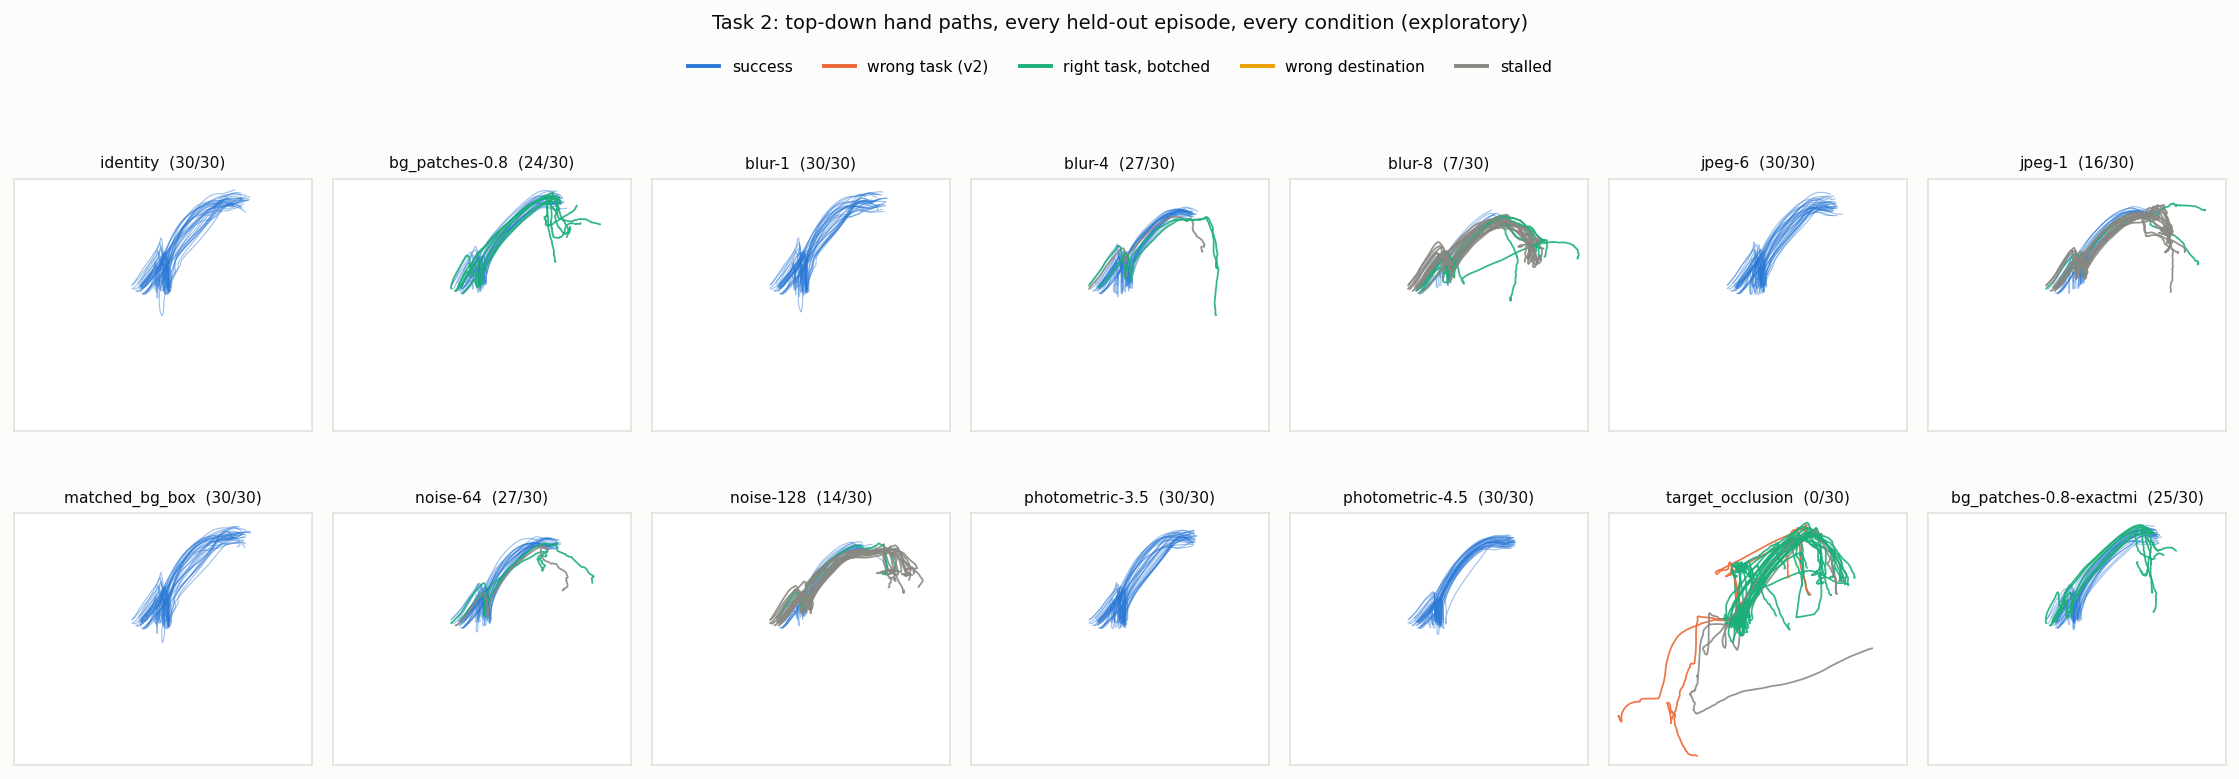 Task 2: top-down hand paths, every held-out episode, every condition (exploratory)
success wrong task (v2) right task, botched wrong destination stalled
identity (30/30) bg_patches-0.8 (24/30) blur-1 (30/30) blur-4 (27/30) blur-8 (7/30) jpeg-6 (30/30) jpeg-1 (16/30)
matched_bg_box (30/30) noise-64 (27/30) noise-128 (14/30) photometric-3.5 (30/30) photometric-4.5 (30/30) target_occlusion (0/30) bg_patches-0.8-exactmi (25/30)